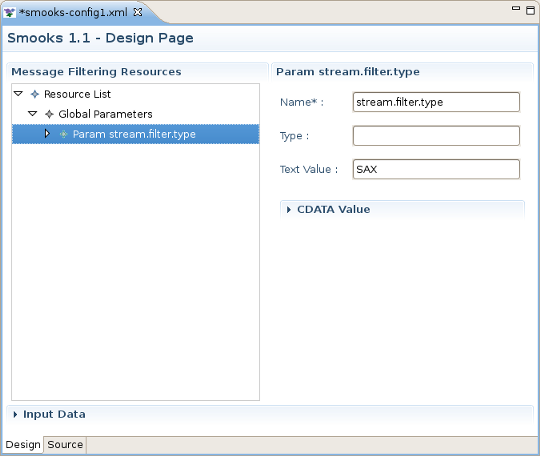 *smooks-config1.xml
Smooks 1.1 - Design Page
Message Filtering Resources
Resource List
Global Parameters
Param stream.filter.type
Param stream.filter.type
Name* : stream.filter.type
Type :
Text Value : SAX
CDATA Value
Input Data
Design Source